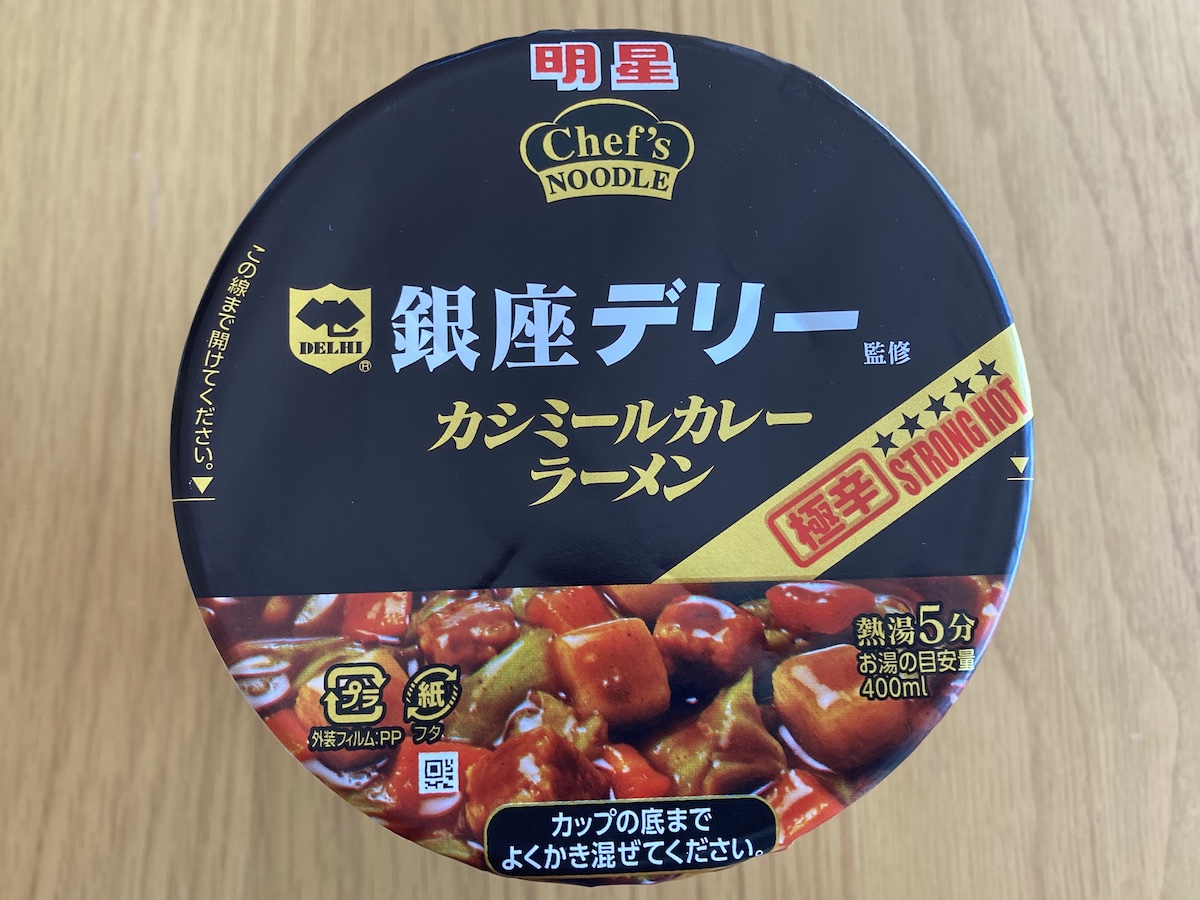 明星
Chef's
NOODLE
この線まで開けてください。
DELHI
®
銀座デリー
監修
カシミールカレー
ラーメン
★★★★★
極辛 STRONG HOT
熱湯5分
お湯の目安量
400ml
プラ
紙
外装フィルム:PP フタ
カップの底まで
よくかき混ぜてください。